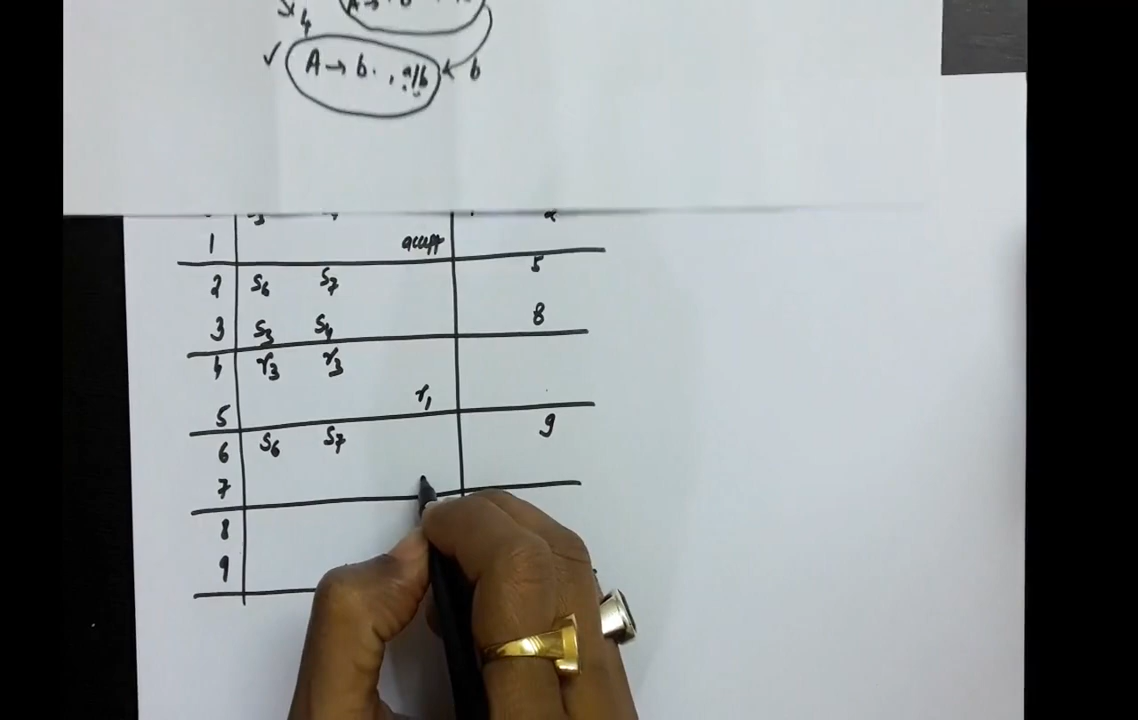 A→b. , a/b b
1 accept
2 S6 S7 5
3 S3 S4 8
4 r3 r3
5 r1
6 S6 S7 9
7
8
9